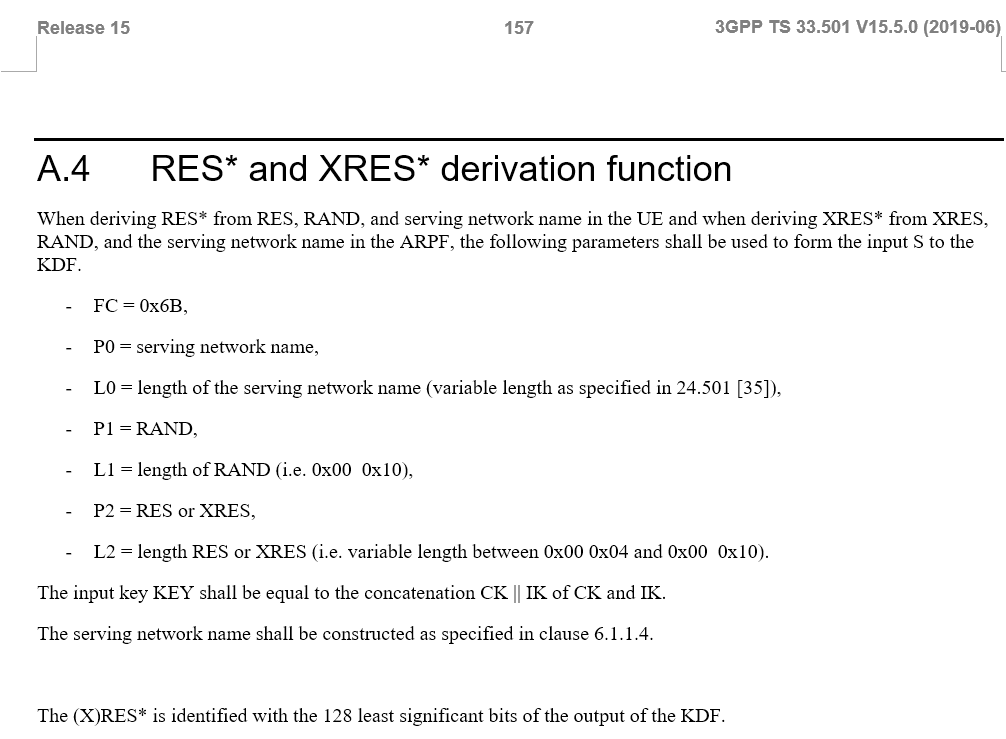 Release 15 157 3GPP TS 33.501 V15.5.0 (2019-06)
A.4 RES* and XRES* derivation function
When deriving RES* from RES, RAND, and serving network name in the UE and when deriving XRES* from XRES,
RAND, and the serving network name in the ARPF, the following parameters shall be used to form the input S to the
KDF.
- FC = 0x6B,
- P0 = serving network name,
- L0 = length of the serving network name (variable length as specified in 24.501 [35]),
- P1 = RAND,
- L1 = length of RAND (i.e. 0x00 0x10),
- P2 = RES or XRES,
- L2 = length RES or XRES (i.e. variable length between 0x00 0x04 and 0x00 0x10).
The input key KEY shall be equal to the concatenation CK || IK of CK and IK.
The serving network name shall be constructed as specified in clause 6.1.1.4.
The (X)RES* is identified with the 128 least significant bits of the output of the KDF.